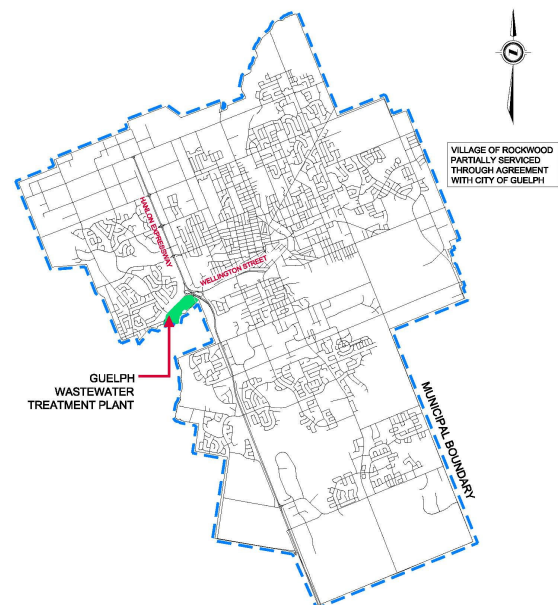 VILLAGE OF ROCKWOOD
PARTIALLY SERVICED
THROUGH AGREEMENT
WITH CITY OF GUELPH
HANLON EXPRESSWAY
WELLINGTON STREET
GUELPH
WASTEWATER
TREATMENT PLANT
MUNICIPAL BOUNDARY